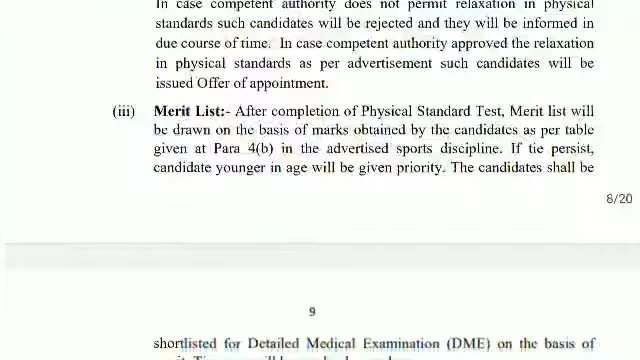 In case competent authority does not permit relaxation in physical
standards such candidates will be rejected and they will be informed in
due course of time. In case competent authority approved the relaxation
in physical standards as per advertisement such candidates will be
issued Offer of appointment.
(iii) Merit List:- After completion of Physical Standard Test, Merit list will
be drawn on the basis of marks obtained by the candidates as per table
given at Para 4(b) in the advertised sports discipline. If tie persist,
candidate younger in age will be given priority. The candidates shall be
8/20
9
shortlisted for Detailed Medical Examination (DME) on the basis of